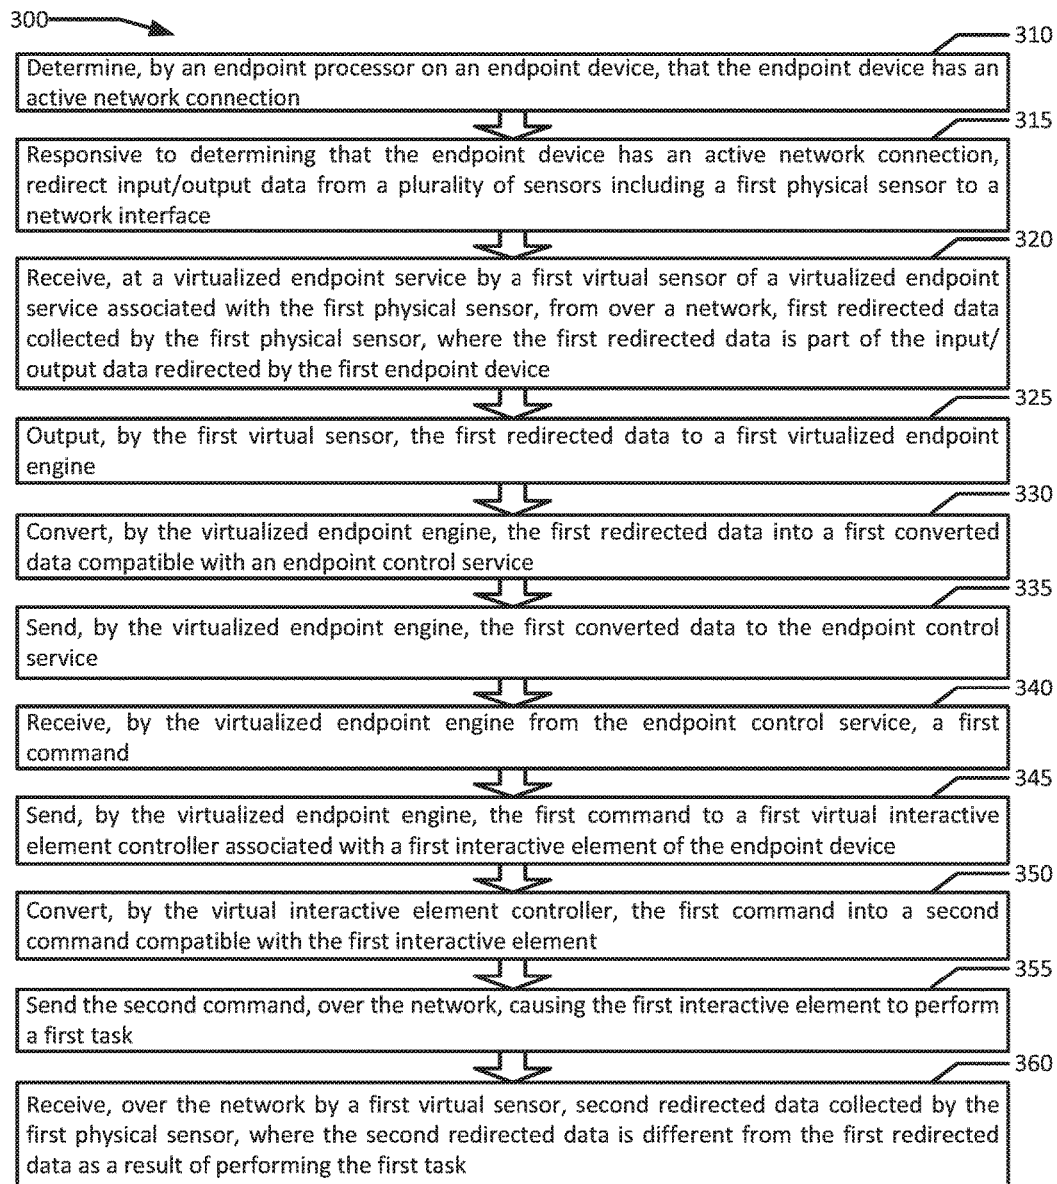 300
310
Determine, by an endpoint processor on an endpoint device, that the endpoint device has an
active network connection
315
Responsive to determining that the endpoint device has an active network connection,
redirect input/output data from a plurality of sensors including a first physical sensor to a
network interface
320
Receive, at a virtualized endpoint service by a first virtual sensor of a virtualized endpoint
service associated with the first physical sensor, from over a network, first redirected data
collected by the first physical sensor, where the first redirected data is part of the input/
output data redirected by the first endpoint device
325
Output, by the first virtual sensor, the first redirected data to a first virtualized endpoint
engine
330
Convert, by the virtualized endpoint engine, the first redirected data into a first converted
data compatible with an endpoint control service
335
Send, by the virtualized endpoint engine, the first converted data to the endpoint control
service
340
Receive, by the virtualized endpoint engine from the endpoint control service, a first
command
345
Send, by the virtualized endpoint engine, the first command to a first virtual interactive
element controller associated with a first interactive element of the endpoint device
350
Convert, by the virtual interactive element controller, the first command into a second
command compatible with the first interactive element
355
Send the second command, over the network, causing the first interactive element to perform
a first task
360
Receive, over the network by a first virtual sensor, second redirected data collected by the
first physical sensor, where the second redirected data is different from the first redirected
data as a result of performing the first task